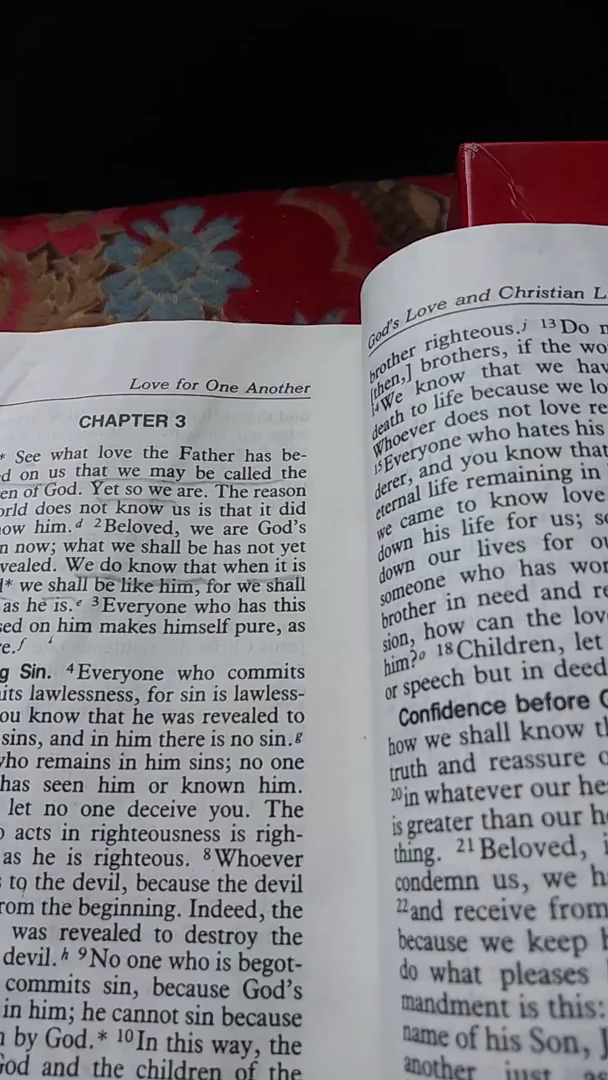 Love for One Another
CHAPTER 3
* See what love the Father has be-
d on us that we may be called the
en of God. Yet so we are. The reason
orld does not know us is that it did
ow him.d 2Beloved, we are God's
n now; what we shall be has not yet
vealed. We do know that when it is
l* we shall be like him, for we shall
as he is.e 3Everyone who has this
sed on him makes himself pure, as
re.f
g Sin. 4Everyone who commits
its lawlessness, for sin is lawless-
ou know that he was revealed to
sins, and in him there is no sin.g
who remains in him sins; no one
has seen him or known him.
let no one deceive you. The
o acts in righteousness is righ-
as he is righteous. 8Whoever
s to the devil, because the devil
rom the beginning. Indeed, the
was revealed to destroy the
devil.h 9No one who is begot-
commits sin, because God's
in him; he cannot sin because
n by God.* 10In this way, the
God and the children of the
God's Love and Christian L
brother righteous.j 13Do n
[then,] brothers, if the wo
14We know that we hav
death to life because we lo
Whoever does not love re
15Everyone who hates his
derer, and you know that
eternal life remaining in
we came to know love
down his life for us; so
down our lives for ou
someone who has wor
brother in need and re
sion, how can the lov
him?o 18Children, let
or speech but in deed
Confidence before G
how we shall know th
truth and reassure o
20in whatever our he
is greater than our h
thing. 21Beloved, i
condemn us, we h
22and receive from
because we keep h
do what pleases
mandment is this:
name of his Son, J
another just as